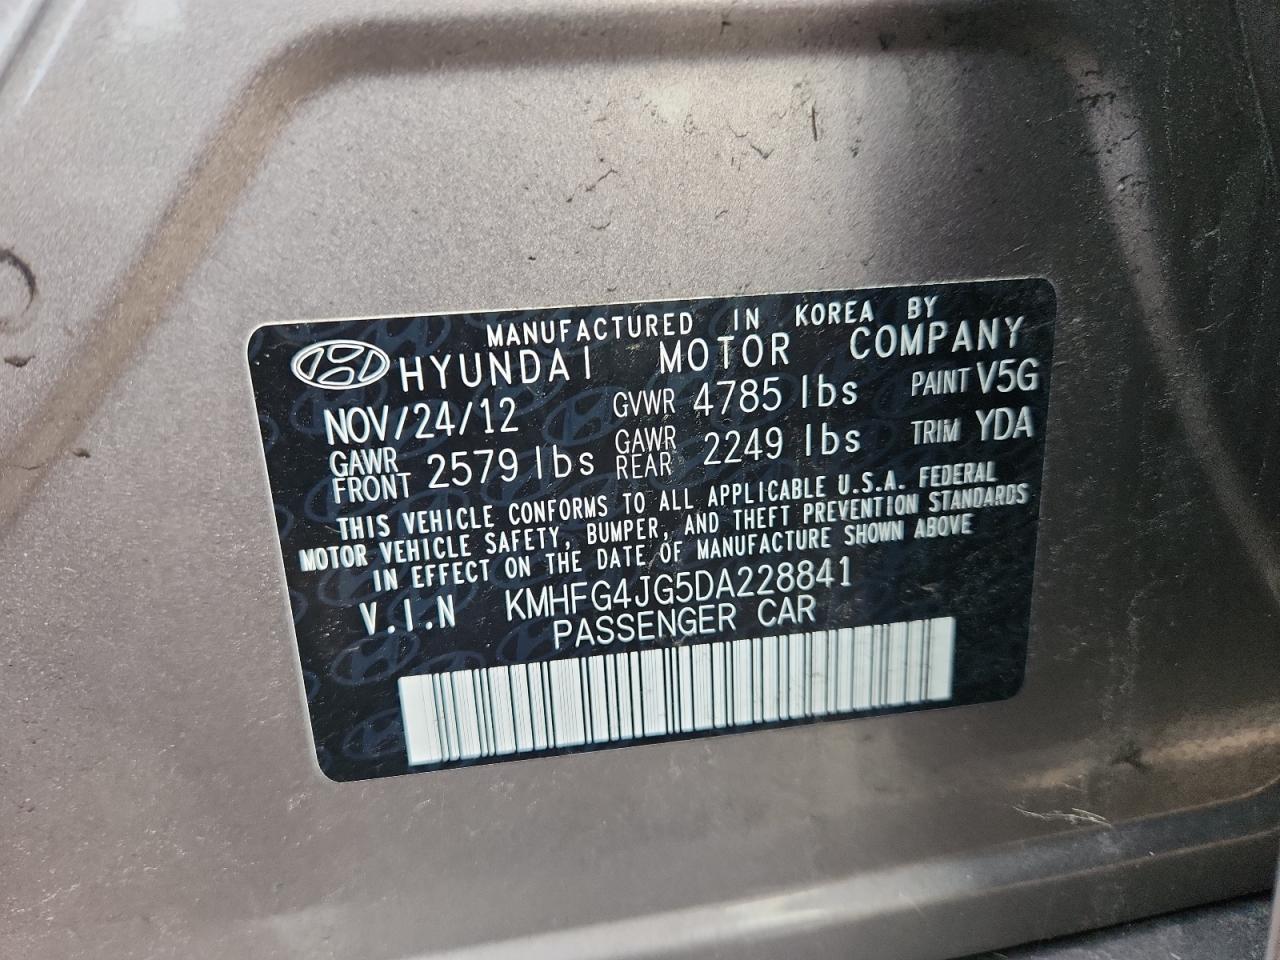 MANUFACTURED IN KOREA BY
HYUNDAI MOTOR COMPANY
NOV/24/12 GVWR 4785 lbs PAINT V5G
GAWR FRONT 2579 lbs GAWR REAR 2249 lbs TRIM YDA
THIS VEHICLE CONFORMS TO ALL APPLICABLE U.S.A. FEDERAL
MOTOR VEHICLE SAFETY, BUMPER, AND THEFT PREVENTION STANDARDS
IN EFFECT ON THE DATE OF MANUFACTURE SHOWN ABOVE
V.I.N KMHFG4JG5DA228841
PASSENGER CAR